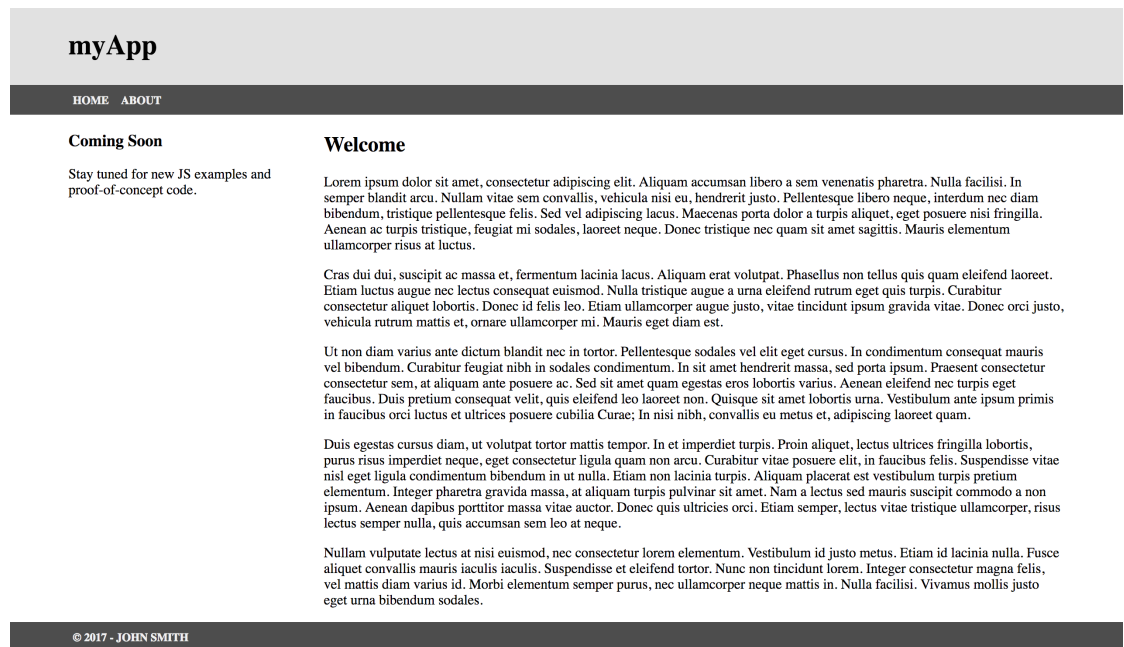 myApp
HOME ABOUT
Coming Soon
Stay tuned for new JS examples and
proof-of-concept code.
Welcome
Lorem ipsum dolor sit amet, consectetur adipiscing elit. Aliquam accumsan libero a sem venenatis pharetra. Nulla facilisi. In
semper blandit arcu. Nullam vitae sem convallis, vehicula nisi eu, hendrerit justo. Pellentesque libero neque, interdum nec diam
bibendum, tristique pellentesque felis. Sed vel adipiscing lacus. Maecenas porta dolor a turpis aliquet, eget posuere nisi fringilla.
Aenean ac turpis tristique, feugiat mi sodales, laoreet neque. Donec tristique nec quam sit amet sagittis. Mauris elementum
ullamcorper risus at luctus.
Cras dui dui, suscipit ac massa et, fermentum lacinia lacus. Aliquam erat volutpat. Phasellus non tellus quis quam eleifend laoreet.
Etiam luctus augue nec lectus consequat euismod. Nulla tristique augue a urna eleifend rutrum eget quis turpis. Curabitur
consectetur aliquet lobortis. Donec id felis leo. Etiam ullamcorper augue justo, vitae tincidunt ipsum gravida vitae. Donec orci justo,
vehicula rutrum mattis et, ornare ullamcorper mi. Mauris eget diam est.
Ut non diam varius ante dictum blandit nec in tortor. Pellentesque sodales vel elit eget cursus. In condimentum consequat mauris
vel bibendum. Curabitur feugiat nibh in sodales condimentum. In sit amet hendrerit massa, sed porta ipsum. Praesent consectetur
consectetur sem, at aliquam ante posuere ac. Sed sit amet quam egestas eros lobortis varius. Aenean eleifend nec turpis eget
faucibus. Duis pretium consequat velit, quis eleifend leo laoreet non. Quisque sit amet lobortis urna. Vestibulum ante ipsum primis
in faucibus orci luctus et ultrices posuere cubilia Curae; In nisi nibh, convallis eu metus et, adipiscing laoreet quam.
Duis egestas cursus diam, ut volutpat tortor mattis tempor. In et imperdiet turpis. Proin aliquet, lectus ultrices fringilla lobortis,
purus risus imperdiet neque, eget consectetur ligula quam non arcu. Curabitur vitae posuere elit, in faucibus felis. Suspendisse vitae
nisl eget ligula condimentum bibendum in ut nulla. Etiam non lacinia turpis. Aliquam placerat est vestibulum turpis pretium
elementum. Integer pharetra gravida massa, at aliquam turpis pulvinar sit amet. Nam a lectus sed mauris suscipit commodo a non
ipsum. Aenean dapibus porttitor massa vitae auctor. Donec quis ultricies orci. Etiam semper, lectus vitae tristique ullamcorper, risus
lectus semper nulla, quis accumsan sem leo at neque.
Nullam vulputate lectus at nisi euismod, nec consectetur lorem elementum. Vestibulum id justo metus. Etiam id lacinia nulla. Fusce
aliquet convallis mauris iaculis iaculis. Suspendisse et eleifend tortor. Nunc non tincidunt lorem. Integer consectetur magna felis,
vel mattis diam varius id. Morbi elementum semper purus, nec ullamcorper neque mattis in. Nulla facilisi. Vivamus mollis justo
eget urna bibendum sodales.
© 2017 - JOHN SMITH